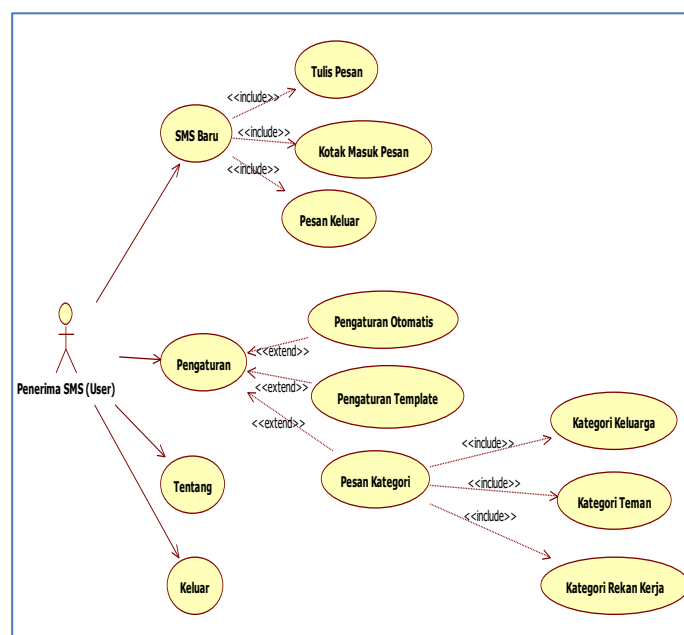 Tulis Pesan
<<include>>
SMS Baru
<<include>>
Kotak Masuk Pesan
<<include>>
Pesan Keluar
Pengaturan Otomatis
<<extend>>
Pengaturan
Penerima SMS (User)
<<extend>>
Pengaturan Template
<<extend>>
Kategori Keluarga
<<include>>
Pesan Kategori
<<include>>
Kategori Teman
Tentang
<<include>>
Keluar
Kategori Rekan Kerja